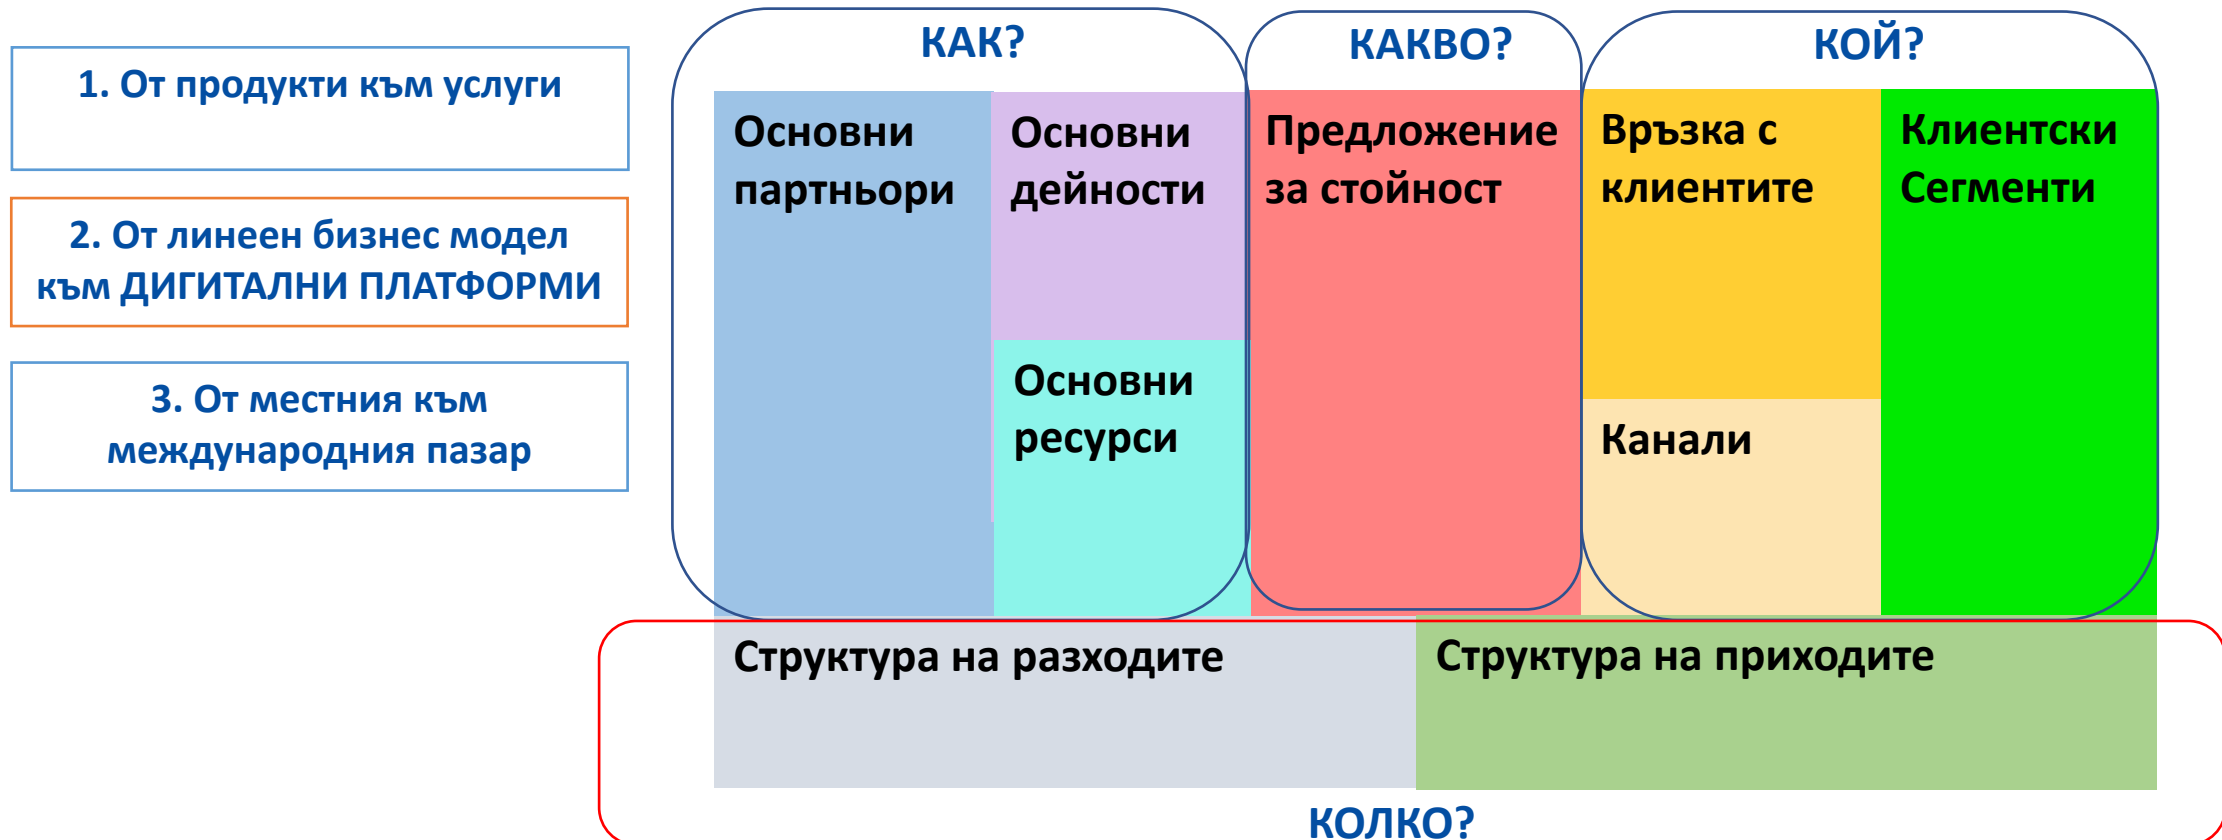 1. От продукти към услуги
2. От линеен бизнес модел
към ДИГИТАЛНИ ПЛАТФОРМИ
3. От местния към
международния пазар
КАК?
КАКВО?
КОЙ?
Основни
партньори
Основни
дейности
Основни
ресурси
Предложение
за стойност
Връзка с
клиентите
Канали
Клиентски
Сегменти
Структура на разходите
Структура на приходите
КОЛКО?